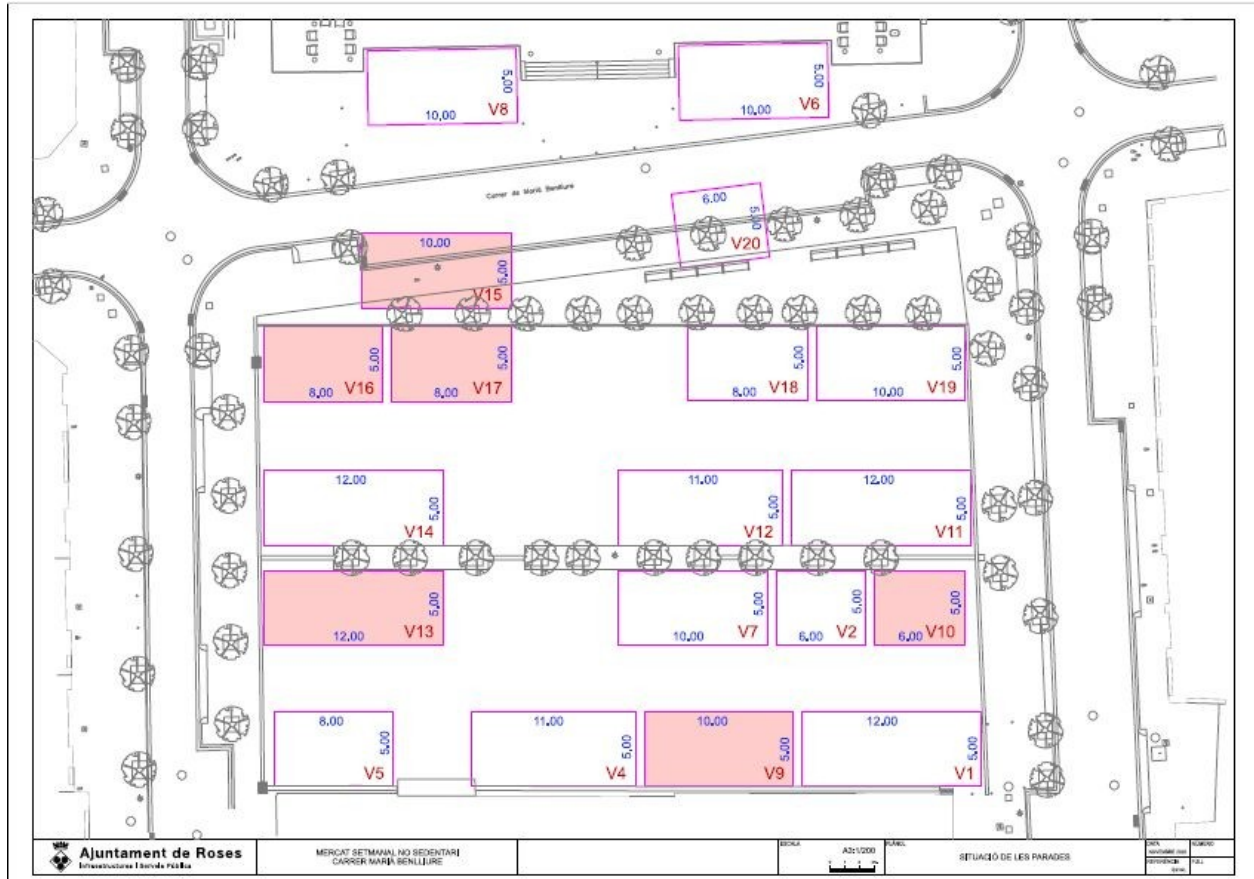 5,00
10,00
V8
5,00
10,00
V6
Carrer de Marià Benlliure
6.00
5,00
V20
10.00
5,00
V15
5.00
8,00
V16
5.00
8,00
V17
5.00
8,00
V18
5.00
10.00
V19
12.00
5,00
V14
11.00
5,00
V12
12.00
5,00
V11
5,00
12.00
V13
5,00
10.00
V7
5,00
6.00
V2
5,00
6.00
V10
8.00
5.00
V5
11.00
5,00
V4
10.00
5,00
V9
12.00
5.00
V1
Ajuntament de Roses
Infraestructures i Serveis Públics
MERCAT SETMANAL NO SEDENTARI
CARRER MARIÀ BENLLIURE
ESCALA
A3:1/200
PLÀNOL
SITUACIÓ DE LES PARADES
DATA
NÚMERO
REFERÈNCIA
FULL